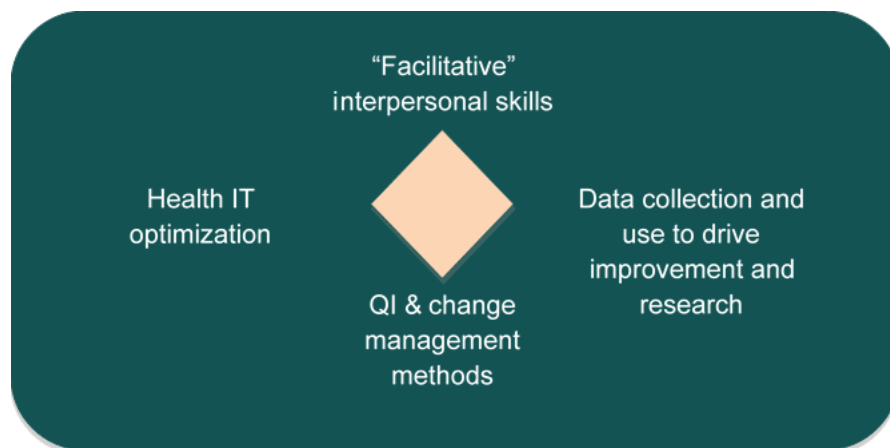 “Facilitative”
interpersonal skills
Health IT
optimization
Data collection and
use to drive
improvement and
research
QI & change
management
methods